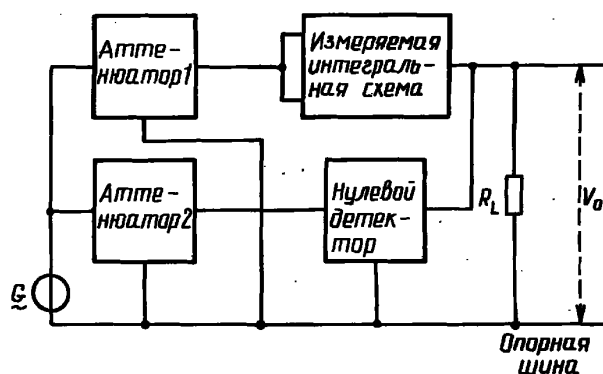 Атте-
нюатор1
Измеряемая
интеграль-
ная схема
Атте-
нюатор2
Нулевой
детек-
тор
R_L
V_o
G
~
Опорная
шина